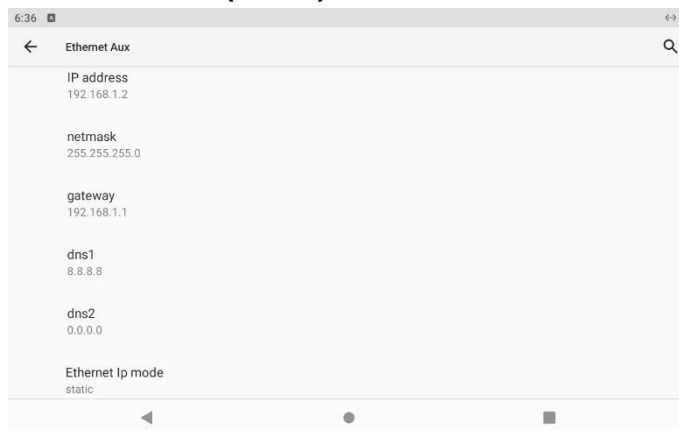 6:36
Ethernet Aux
IP address
192.168.1.2
netmask
255.255.255.0
gateway
192.168.1.1
dns1
8.8.8.8
dns2
0.0.0.0
Ethernet Ip mode
static